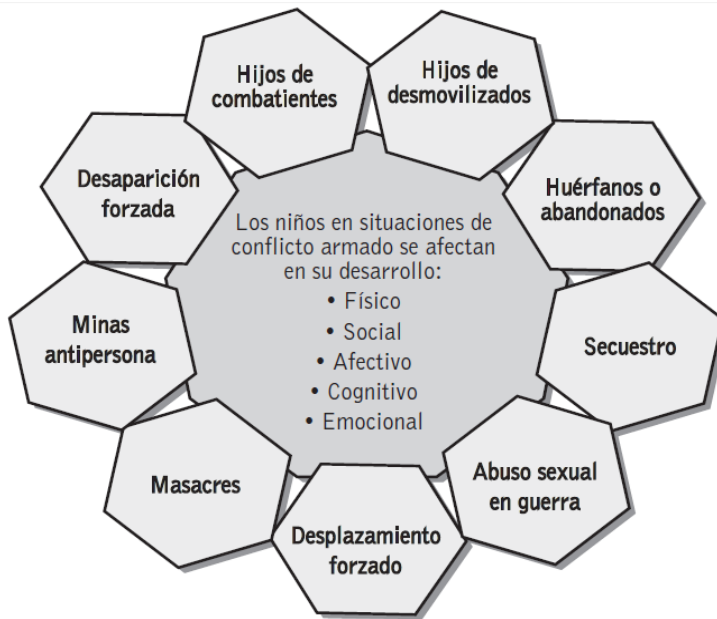 Hijos de
combatientes
Hijos de
desmovilizados
Huérfanos o
abandonados
Secuestro
Abuso sexual
en guerra
Desplazamiento
forzado
Masacres
Minas
antipersona
Desaparición
forzada
Los niños en situaciones de
conflicto armado se afectan
en su desarrollo:
• Físico
• Social
• Afectivo
• Cognitivo
• Emocional